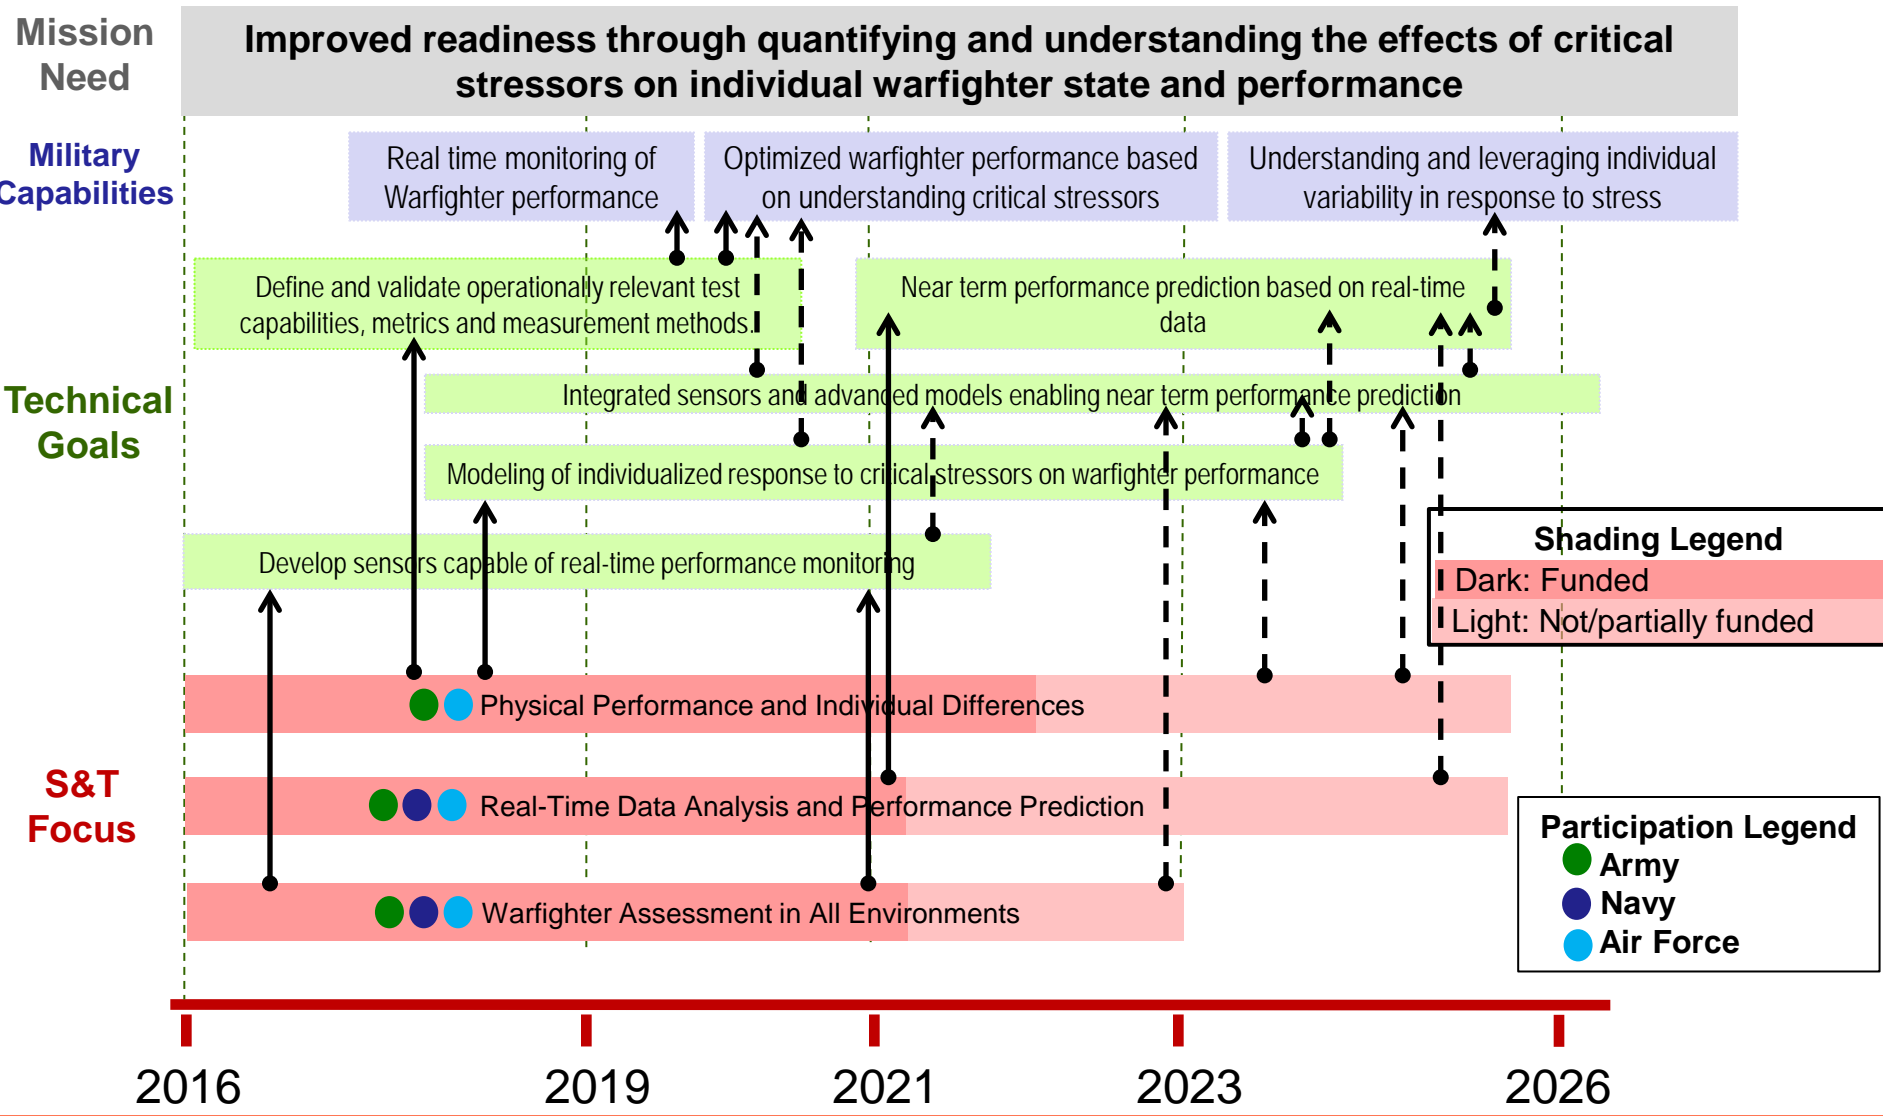 Mission
Need
Improved readiness through quantifying and understanding the effects of critical
stressors on individual warfighter state and performance
Military
Capabilities
Real time monitoring of
Warfighter performance
Optimized warfighter performance based
on understanding critical stressors
Understanding and leveraging individual
variability in response to stress
Technical
Goals
Define and validate operationally relevant test
capabilities, metrics and measurement methods.
Near term performance prediction based on real-time
data
Integrated sensors and advanced models enabling near term performance prediction
Modeling of individualized response to critical stressors on warfighter performance
Develop sensors capable of real-time performance monitoring
Shading Legend
Dark: Funded
Light: Not/partially funded
S&T
Focus
Physical Performance and Individual Differences
Real-Time Data Analysis and Performance Prediction
Warfighter Assessment in All Environments
Participation Legend
Army
Navy
Air Force
2016 2019 2021 2023 2026